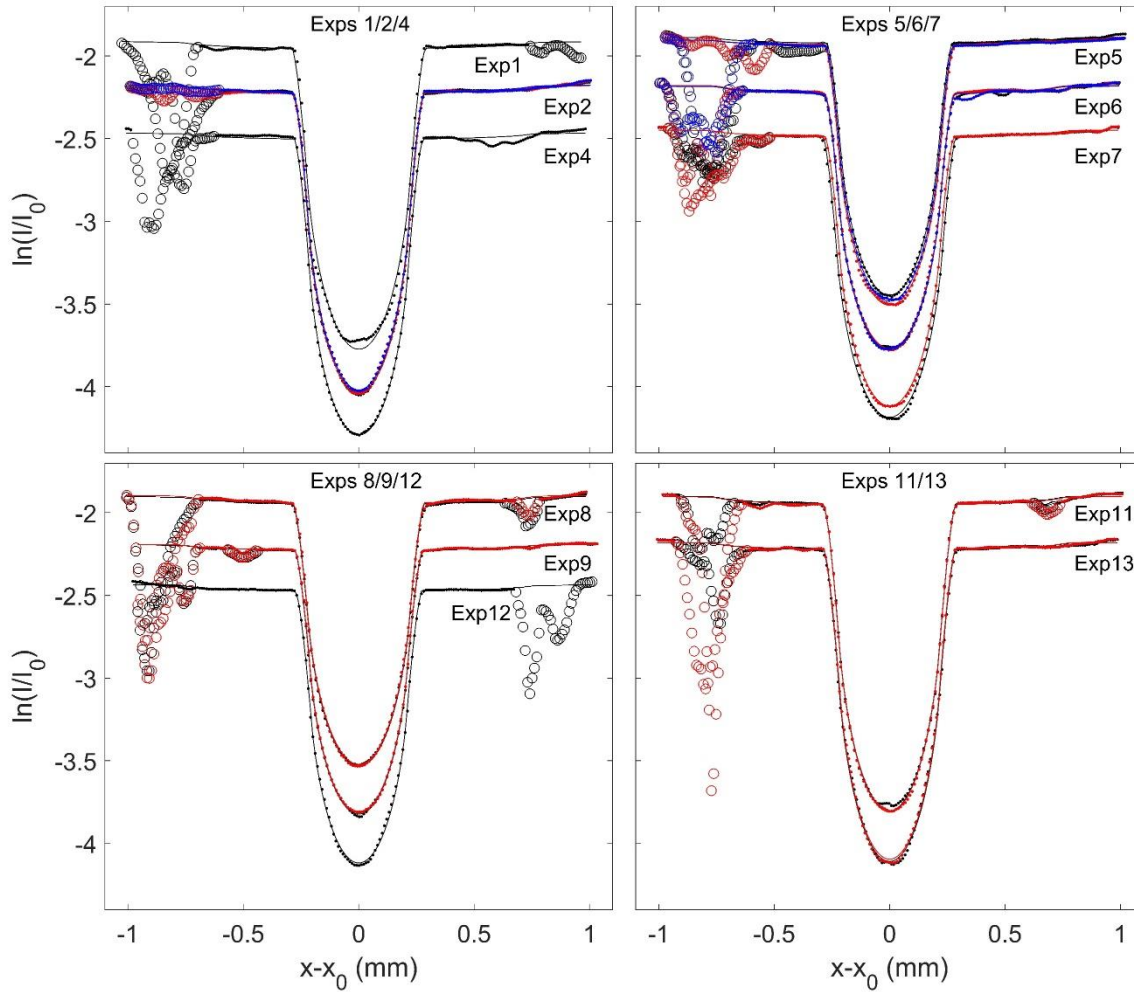 Exps 1/2/4
Exps 5/6/7
-2
-2.5
-3
-3.5
-4
ln(I/I0)
Exp1
Exp2
Exp4
Exp5
Exp6
Exp7
Exps 8/9/12
Exps 11/13
-2
-2.5
-3
-3.5
-4
ln(I/I0)
Exp8
Exp9
Exp12
Exp11
Exp13
-1 -0.5 0 0.5 1
-1 -0.5 0 0.5 1
x-x0 (mm)
x-x0 (mm)